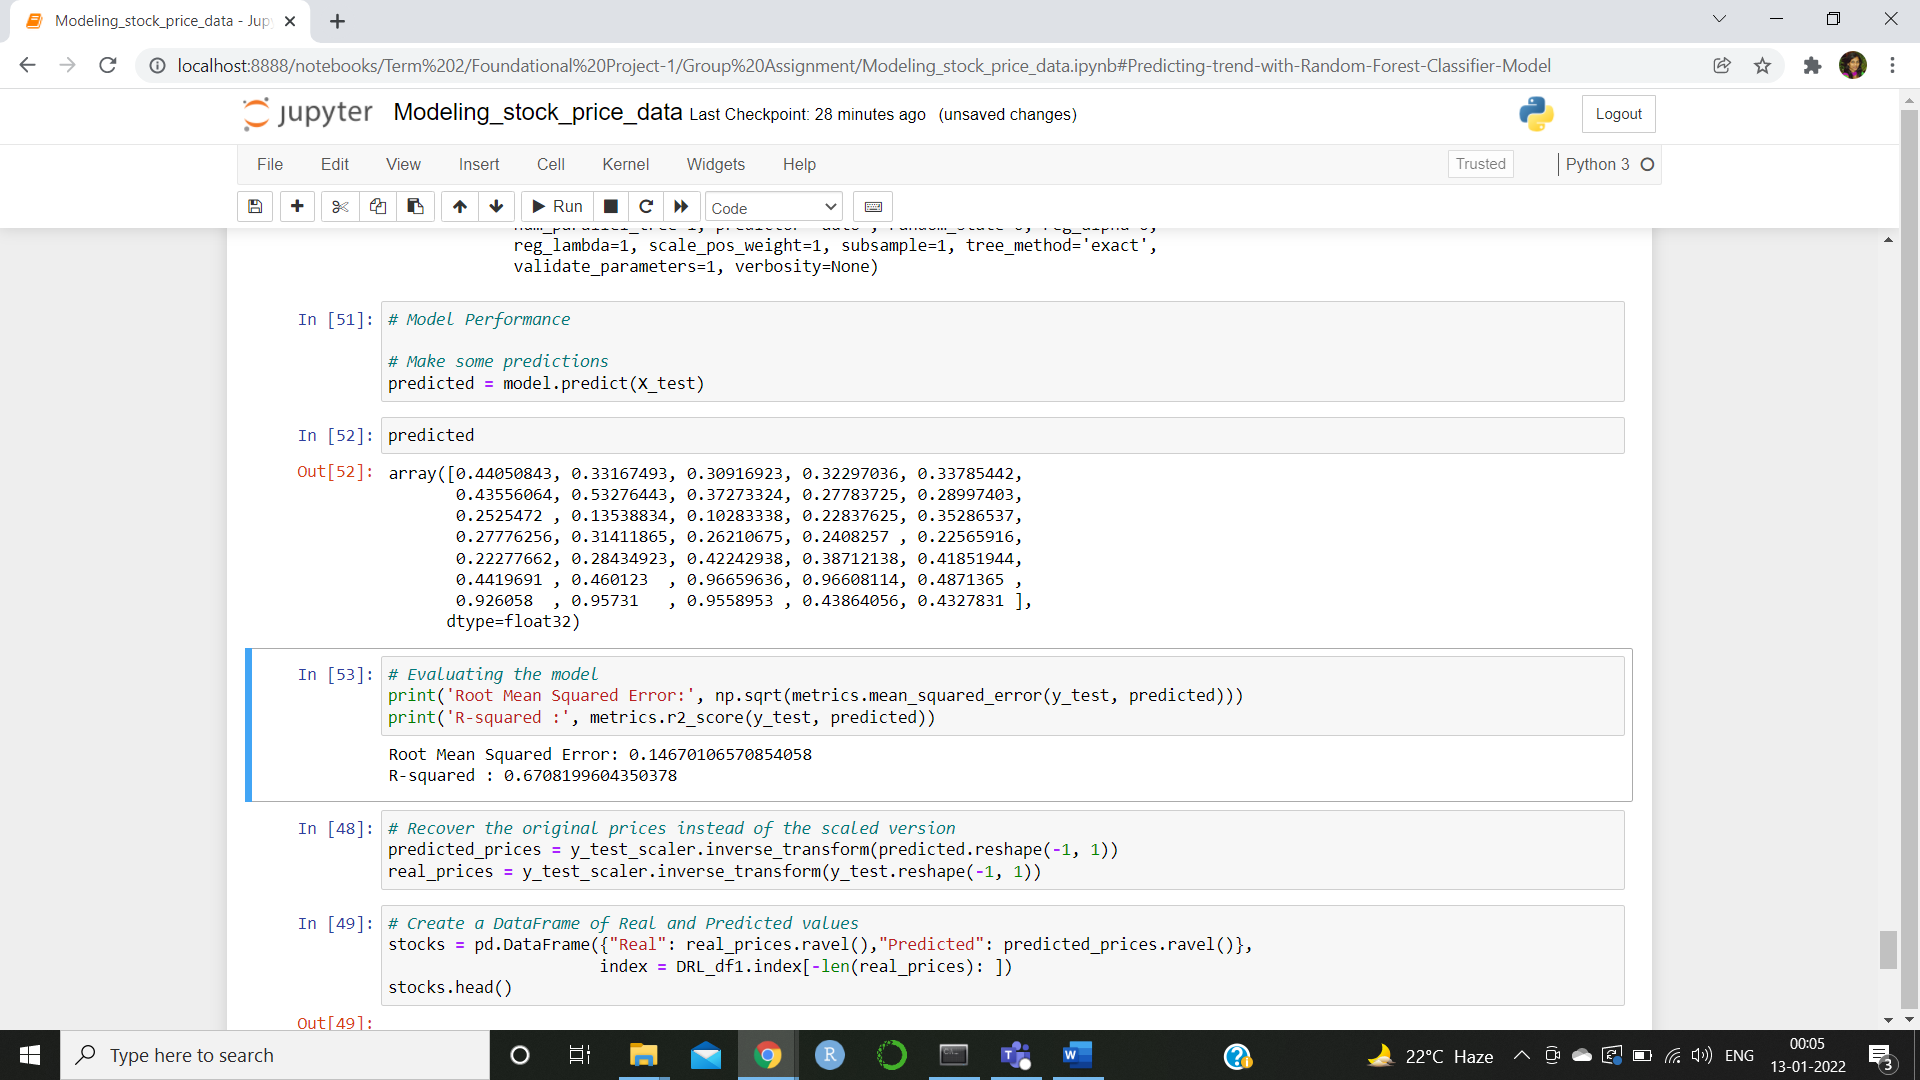 Modeling_stock_price_data - Jup
localhost:8888/notebooks/Term%202/Foundational%20Project-1/Group%20Assignment/Modeling_stock_price_data.ipynb#Predicting-trend-with-Random-Forest-Classifier-Model
jupyter Modeling_stock_price_data Last Checkpoint: 28 minutes ago (unsaved changes)
Logout
File Edit View Insert Cell Kernel Widgets Help
Trusted Python 3
Run Code
reg_lambda=1, scale_pos_weight=1, subsample=1, tree_method='exact',
validate_parameters=1, verbosity=None)
In [51]: # Model Performance
# Make some predictions
predicted = model.predict(X_test)
In [52]: predicted
Out[52]: array([0.44050843, 0.33167493, 0.30916923, 0.32297036, 0.33785442,
0.43556064, 0.53276443, 0.37273324, 0.27783725, 0.28997403,
0.2525472 , 0.13538834, 0.10283338, 0.22837625, 0.35286537,
0.27776256, 0.31411865, 0.26210675, 0.2408257 , 0.22565916,
0.22277662, 0.28434923, 0.42242938, 0.38712138, 0.41851944,
0.4419691 , 0.460123  , 0.96659636, 0.96608114, 0.4871365 ,
0.926058  , 0.95731   , 0.9558953 , 0.43864056, 0.4327831 ],
dtype=float32)
In [53]: # Evaluating the model
print('Root Mean Squared Error:', np.sqrt(metrics.mean_squared_error(y_test, predicted)))
print('R-squared :', metrics.r2_score(y_test, predicted))
Root Mean Squared Error: 0.14670106570854058
R-squared : 0.6708199604350378
In [48]: # Recover the original prices instead of the scaled version
predicted_prices = y_test_scaler.inverse_transform(predicted.reshape(-1, 1))
real_prices = y_test_scaler.inverse_transform(y_test.reshape(-1, 1))
In [49]: # Create a DataFrame of Real and Predicted values
stocks = pd.DataFrame({"Real": real_prices.ravel(),"Predicted": predicted_prices.ravel()},
index = DRL_df1.index[-len(real_prices): ])
stocks.head()
Out[49]:
Type here to search
22°C Haze
ENG
00:05
13-01-2022
3